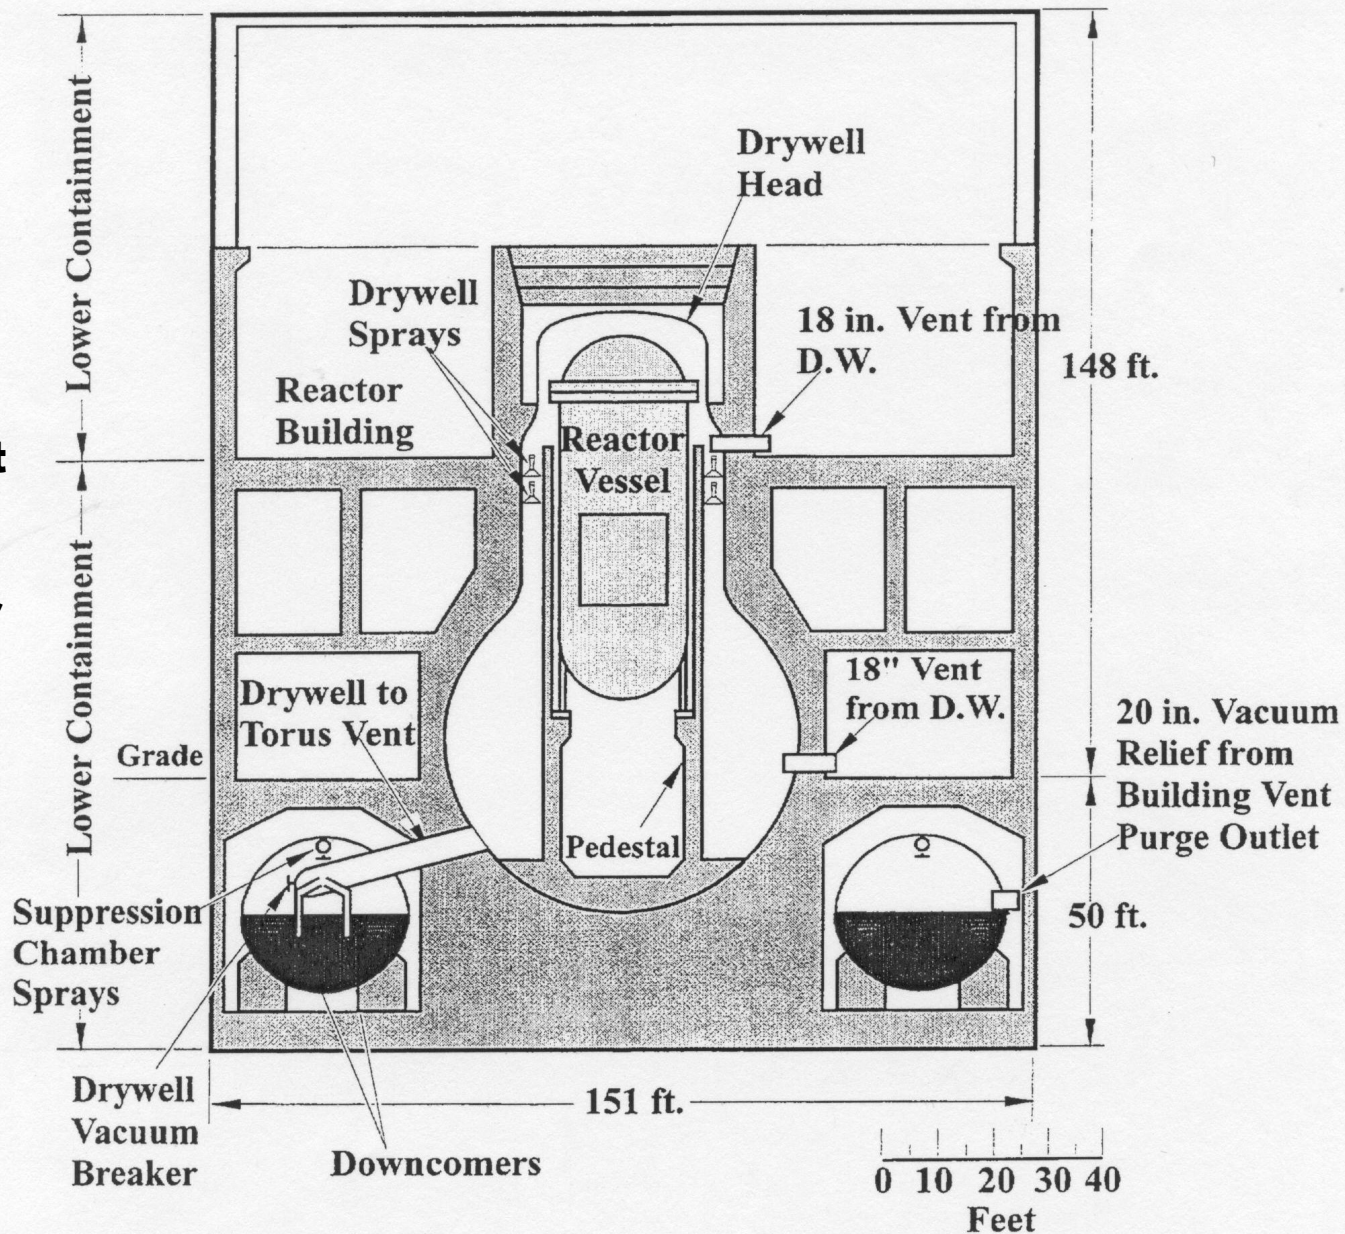 Lower Containment
Lower Containment
Drywell
Head
Drywell
Sprays
18 in. Vent from
D.W.
148 ft.
Reactor
Building
Reactor
Vessel
t
Drywell to
Torus Vent
18" Vent
from D.W.
20 in. Vacuum
Relief from
Building Vent
Purge Outlet
Grade
Pedestal
Suppression
Chamber
Sprays
50 ft.
Drywell
Vacuum
Breaker
151 ft.
Downcomers
0 10 20 30 40
Feet